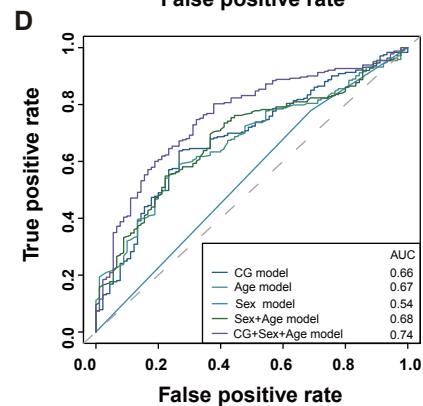 False positive rate
D
True positive rate
1.0
0.8
0.6
0.4
0.2
0.0
AUC
CG model 0.66
Age model 0.67
Sex model 0.54
Sex+Age model 0.68
CG+Sex+Age model 0.74
0.0 0.2 0.4 0.6 0.8 1.0
False positive rate